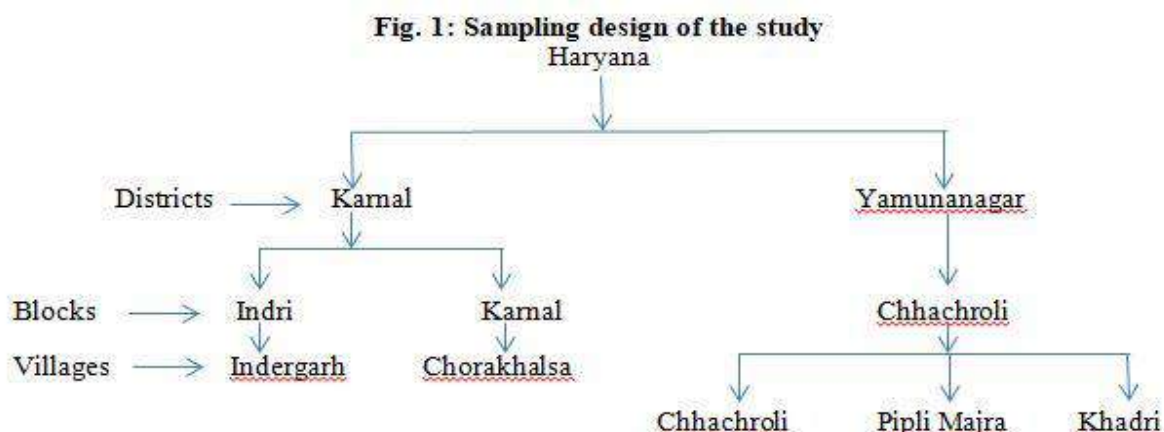 Fig. 1: Sampling design of the study
Haryana
Districts Karnal Yamunanagar
Blocks Indri Karnal Chhachroli
Villages Indergarh Chorakhalsa
Chhachroli Pipli Majra Khadri